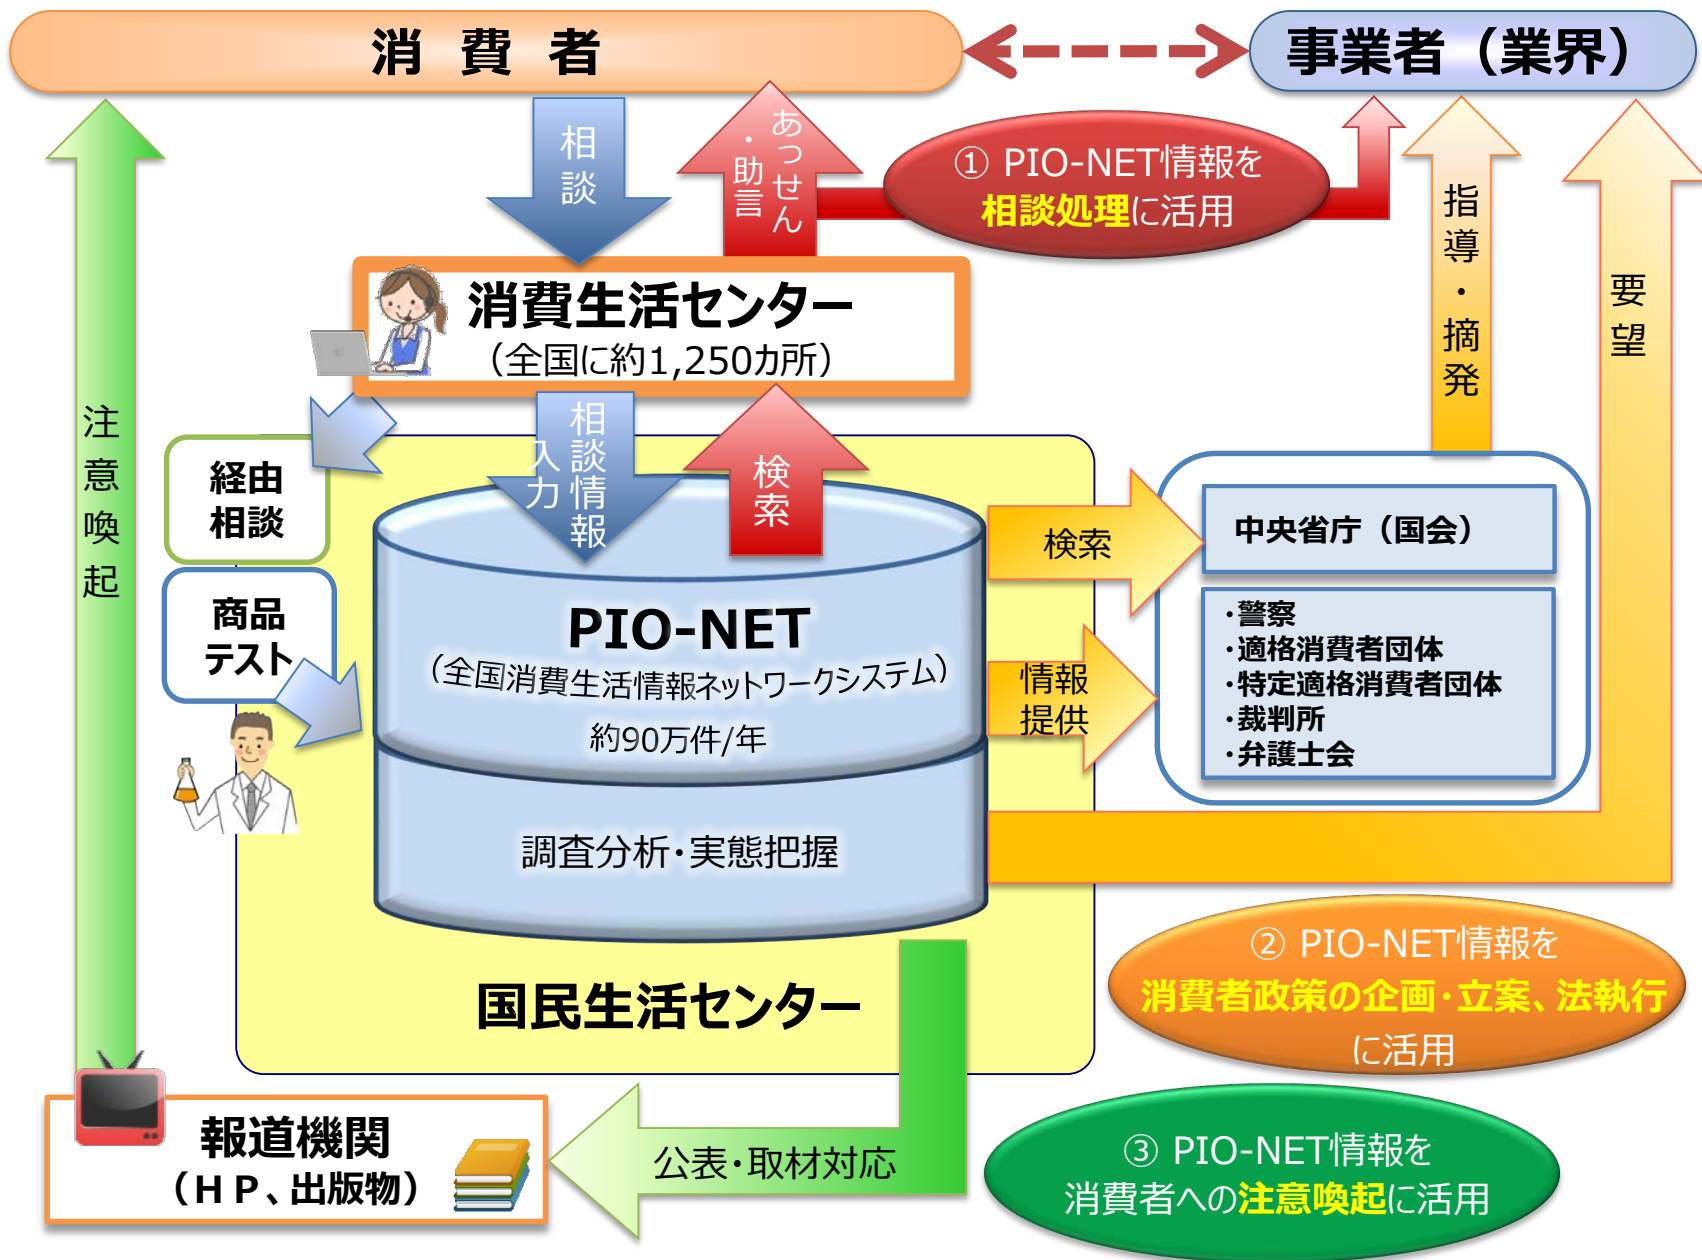 消費者
事業者（業界）
相談
あっせん
・助言
① PIO-NET情報を
相談処理に活用
指導・摘発
要望
消費生活センター
（全国に約1,250カ所）
注意喚起
経由
相談
相談情報
入力
検索
商品
テスト
PIO-NET
（全国消費生活情報ネットワークシステム）
約90万件/年
調査分析・実態把握
検索
情報
提供
中央省庁（国会）
・警察
・適格消費者団体
・特定適格消費者団体
・裁判所
・弁護士会
国民生活センター
② PIO-NET情報を
消費者政策の企画・立案、法執行
に活用
報道機関
（ＨＰ、出版物）
公表・取材対応
③ PIO-NET情報を
消費者への注意喚起に活用